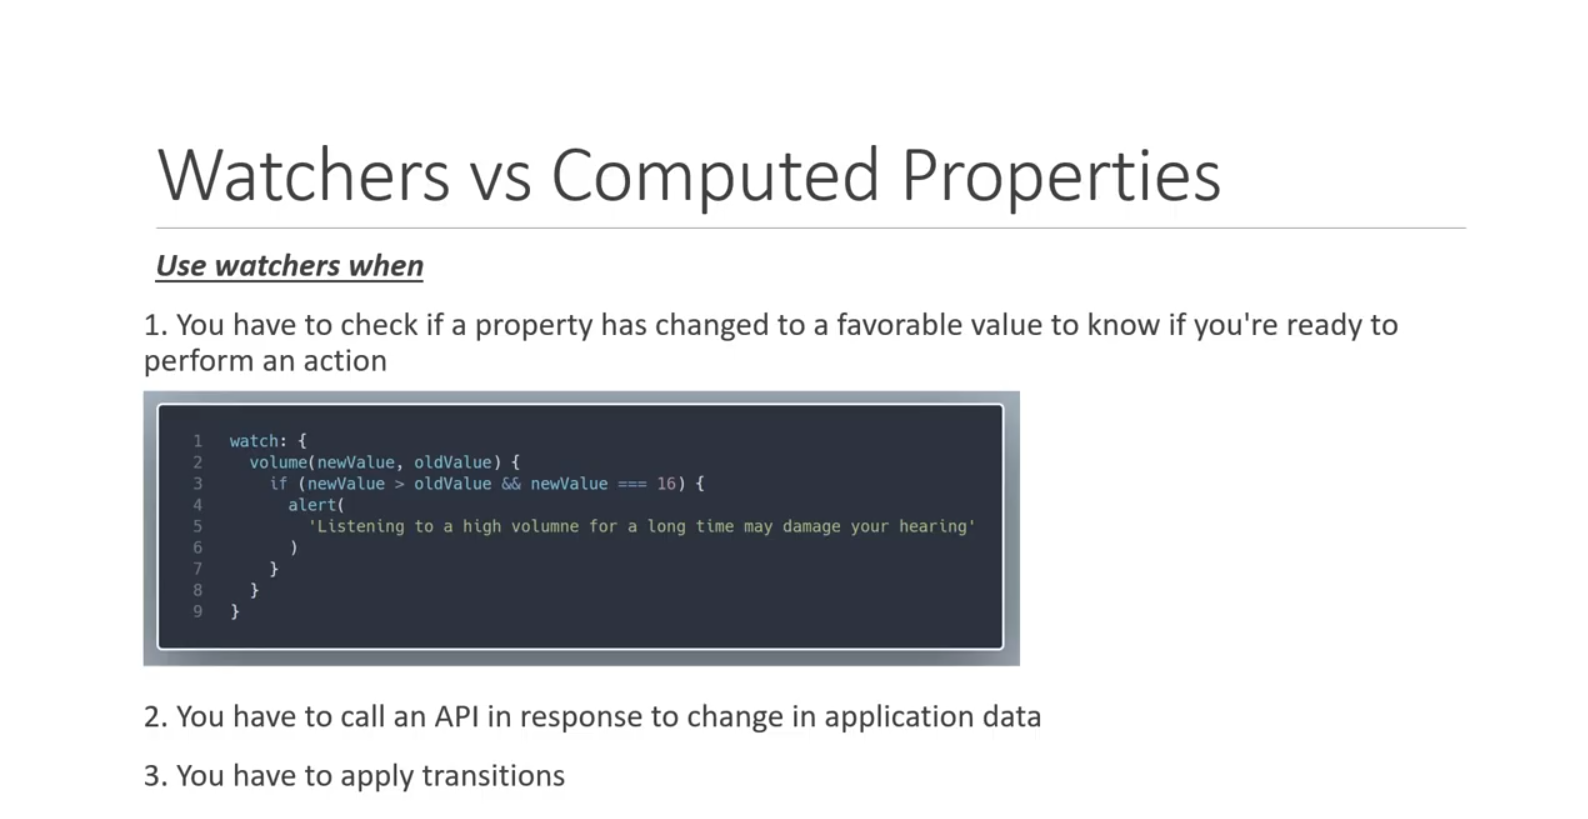 Watchers vs Computed Properties
Use watchers when
1. You have to check if a property has changed to a favorable value to know if you're ready to
perform an action
1 watch: {
2 volume(newValue, oldValue) {
3 if (newValue > oldValue && newValue === 16) {
4 alert(
5 'Listening to a high volumne for a long time may damage your hearing'
6 )
7 }
8 }
9 }
2. You have to call an API in response to change in application data
3. You have to apply transitions